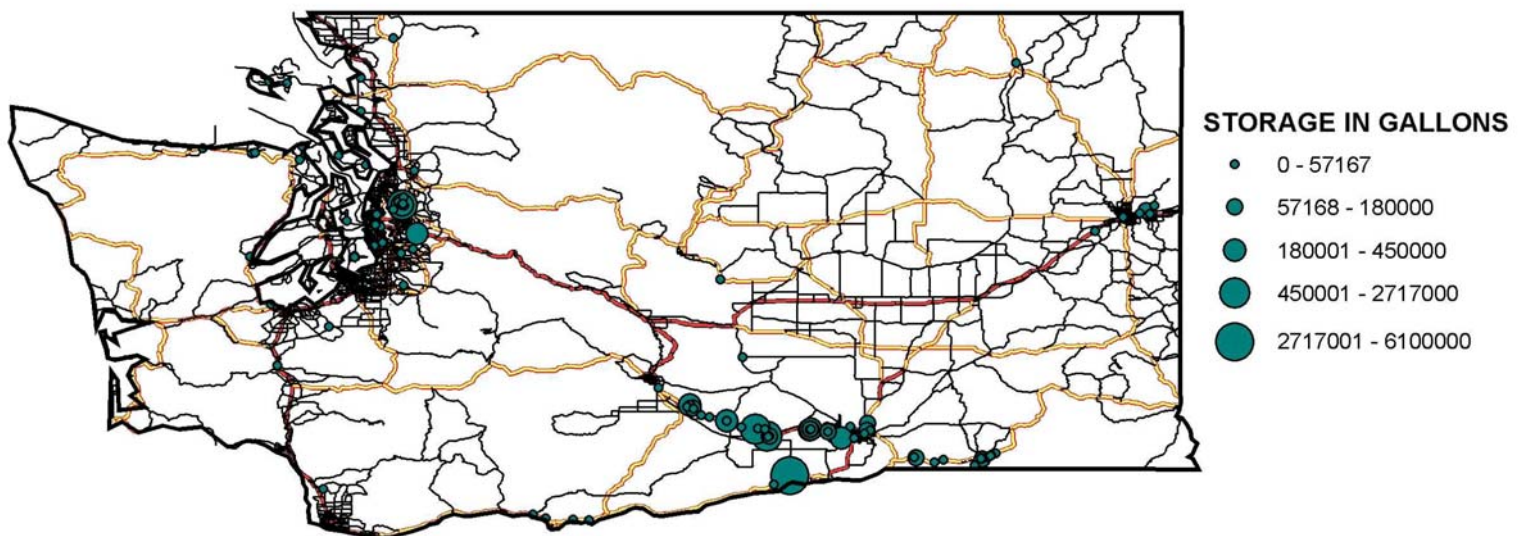 STORAGE IN GALLONS
0 - 57167
57168 - 180000
180001 - 450000
450001 - 2717000
2717001 - 6100000